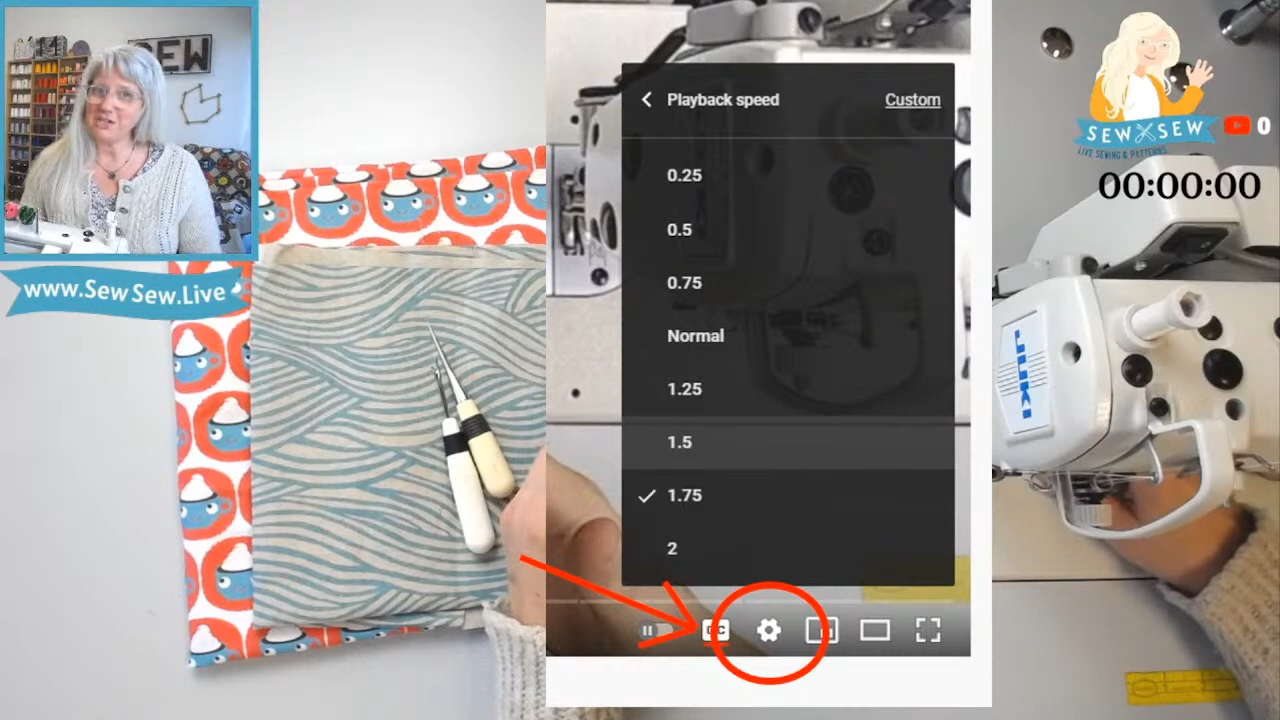 SEW
www.SewSew.Live
Playback speed
Custom
0.25
0.5
0.75
Normal
1.25
1.5
1.75
2
CC
SEW SEW
LIVE SEWING & PATTERNS
0
00:00:00
JUKI